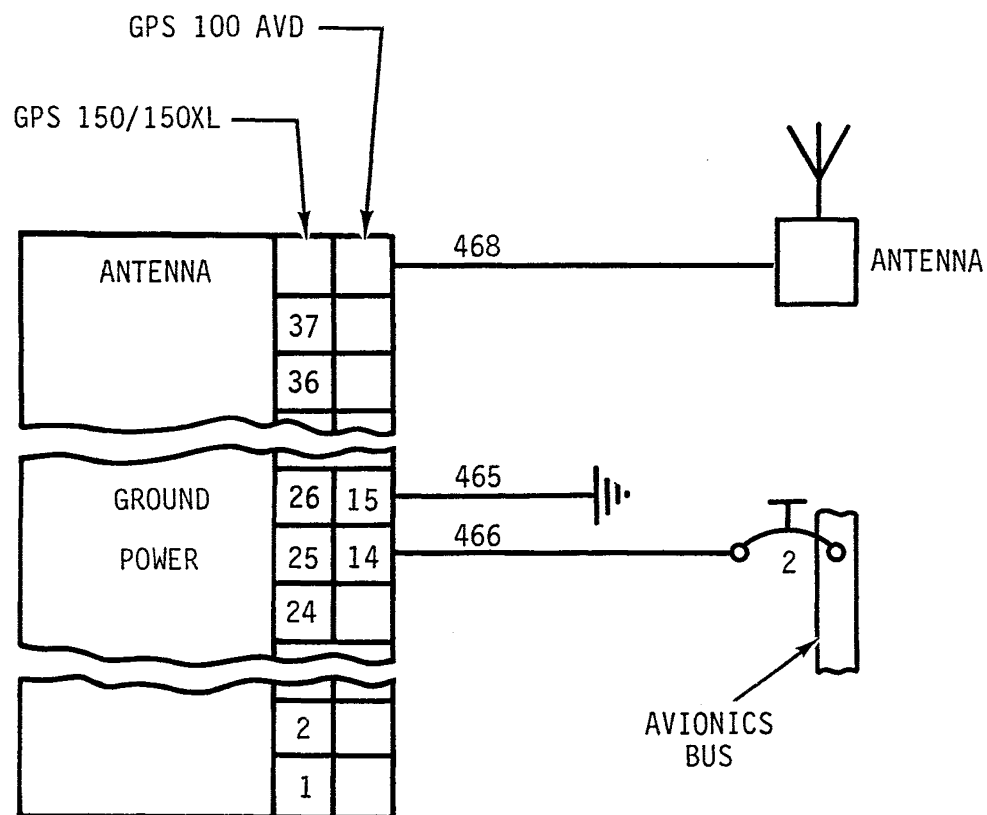 GPS 100 AVD
GPS 150/150XL
468
ANTENNA
ANTENNA
37
36
465
GROUND
26
15
466
POWER
25
14
2
24
AVIONICS
BUS
2
1